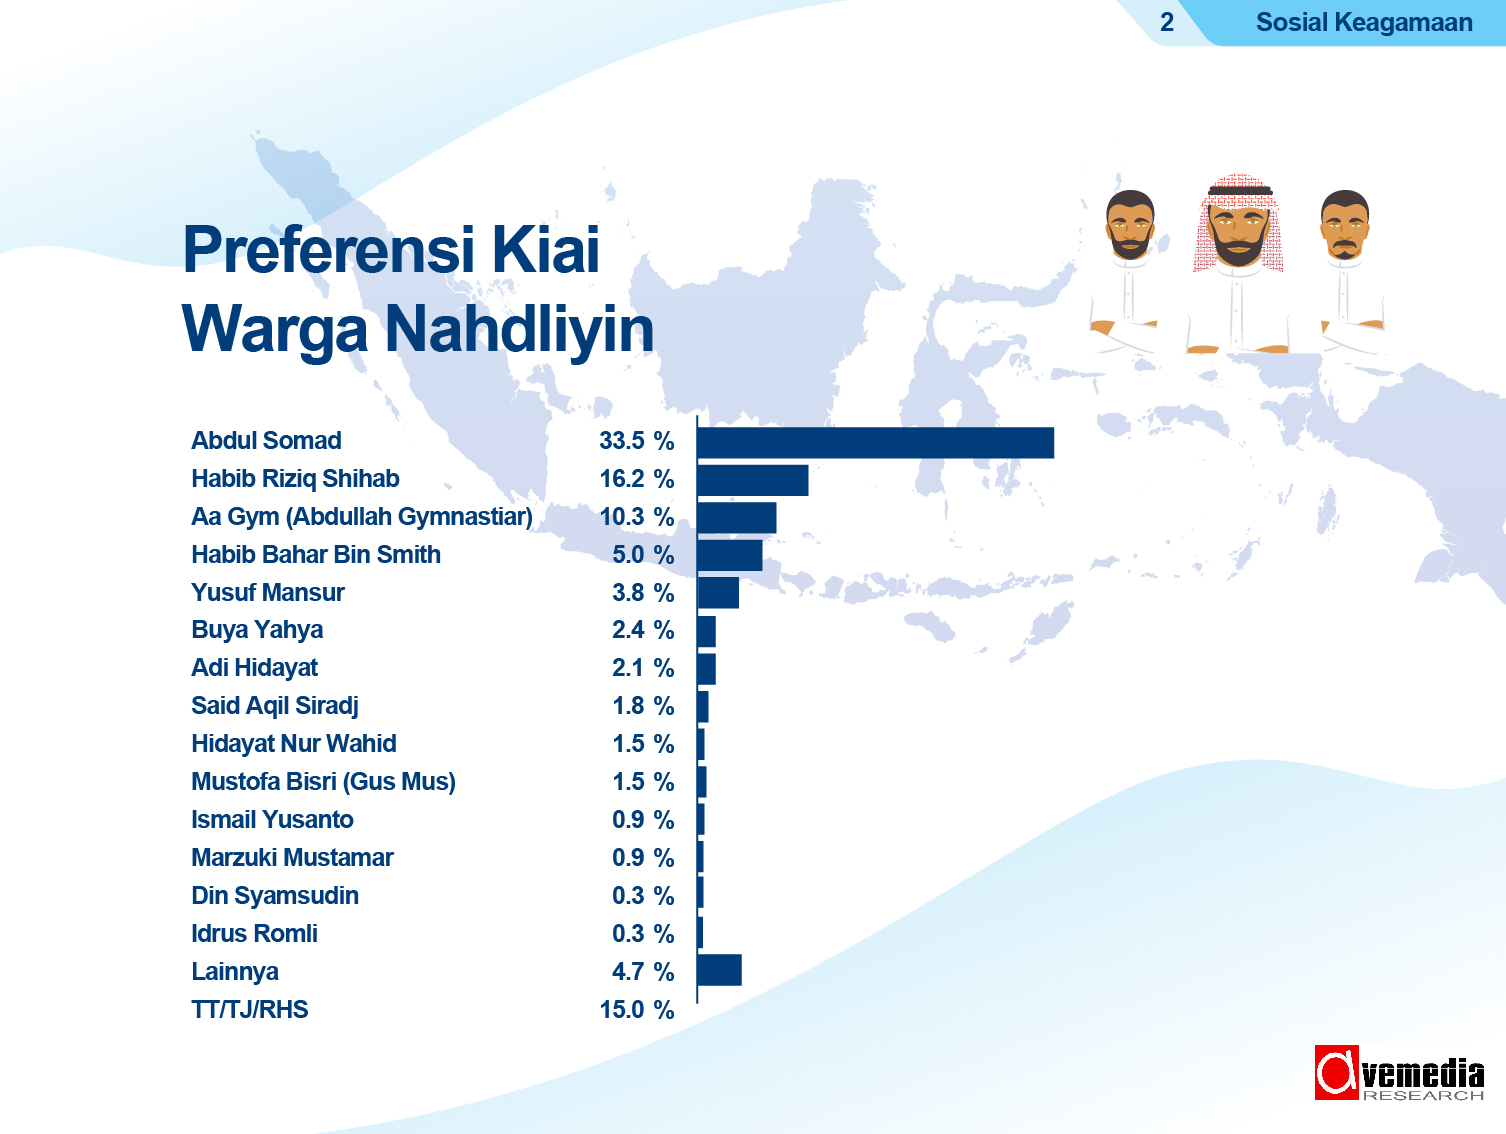 2 Sosial Keagamaan
Preferensi Kiai
Warga Nahdliyin
Abdul Somad 33.5 %
Habib Riziq Shihab 16.2 %
Aa Gym (Abdullah Gymnastiar) 10.3 %
Habib Bahar Bin Smith 5.0 %
Yusuf Mansur 3.8 %
Buya Yahya 2.4 %
Adi Hidayat 2.1 %
Said Aqil Siradj 1.8 %
Hidayat Nur Wahid 1.5 %
Mustofa Bisri (Gus Mus) 1.5 %
Ismail Yusanto 0.9 %
Marzuki Mustamar 0.9 %
Din Syamsudin 0.3 %
Idrus Romli 0.3 %
Lainnya 4.7 %
TT/TJ/RHS 15.0 %
avemedia
RESEARCH